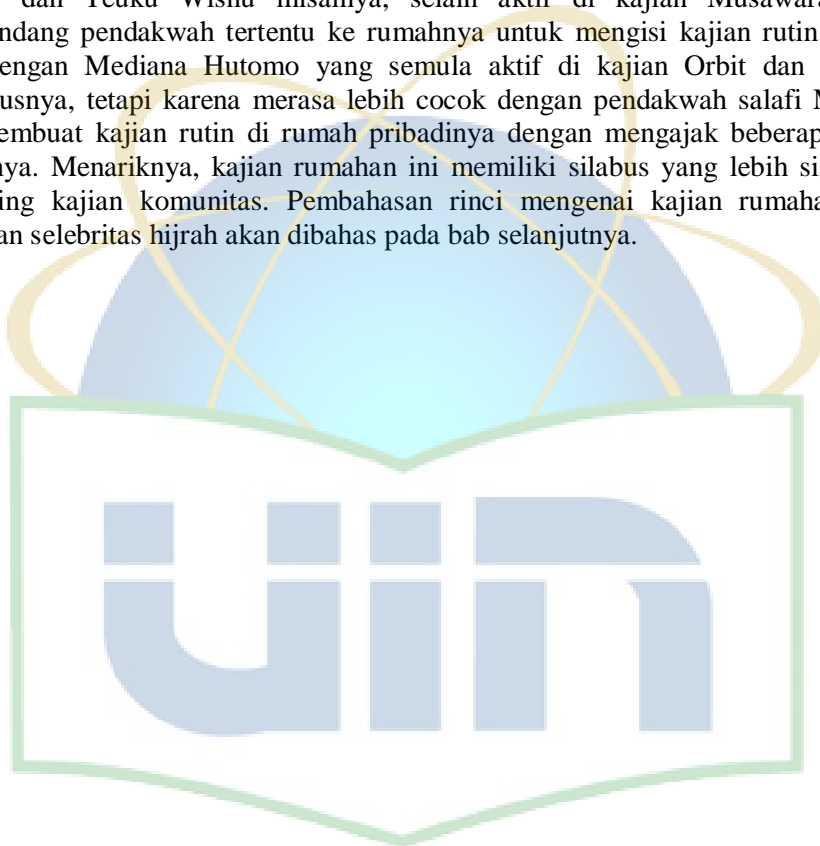 dan Teuku Wisnu misalnya, selain aktif di kajian
ndang pendakwah tertentu ke rumahnya untuk mengisi kajian rutin
engan Mediana Hutomo yang semula aktif di kajian Orbit dan
usnya, tetapi karena merasa lebih cocok dengan pendakwah salafi M
embuat kajian rutin di rumah pribadinya dengan mengajak beberap
nya. Menariknya, kajian rumahan ini memiliki silabus yang lebih si
ing kajian komunitas. Pembahasan rinci mengenai kajian rumaha
an selebritas hijrah akan dibahas pada bab selanjutnya.
uin